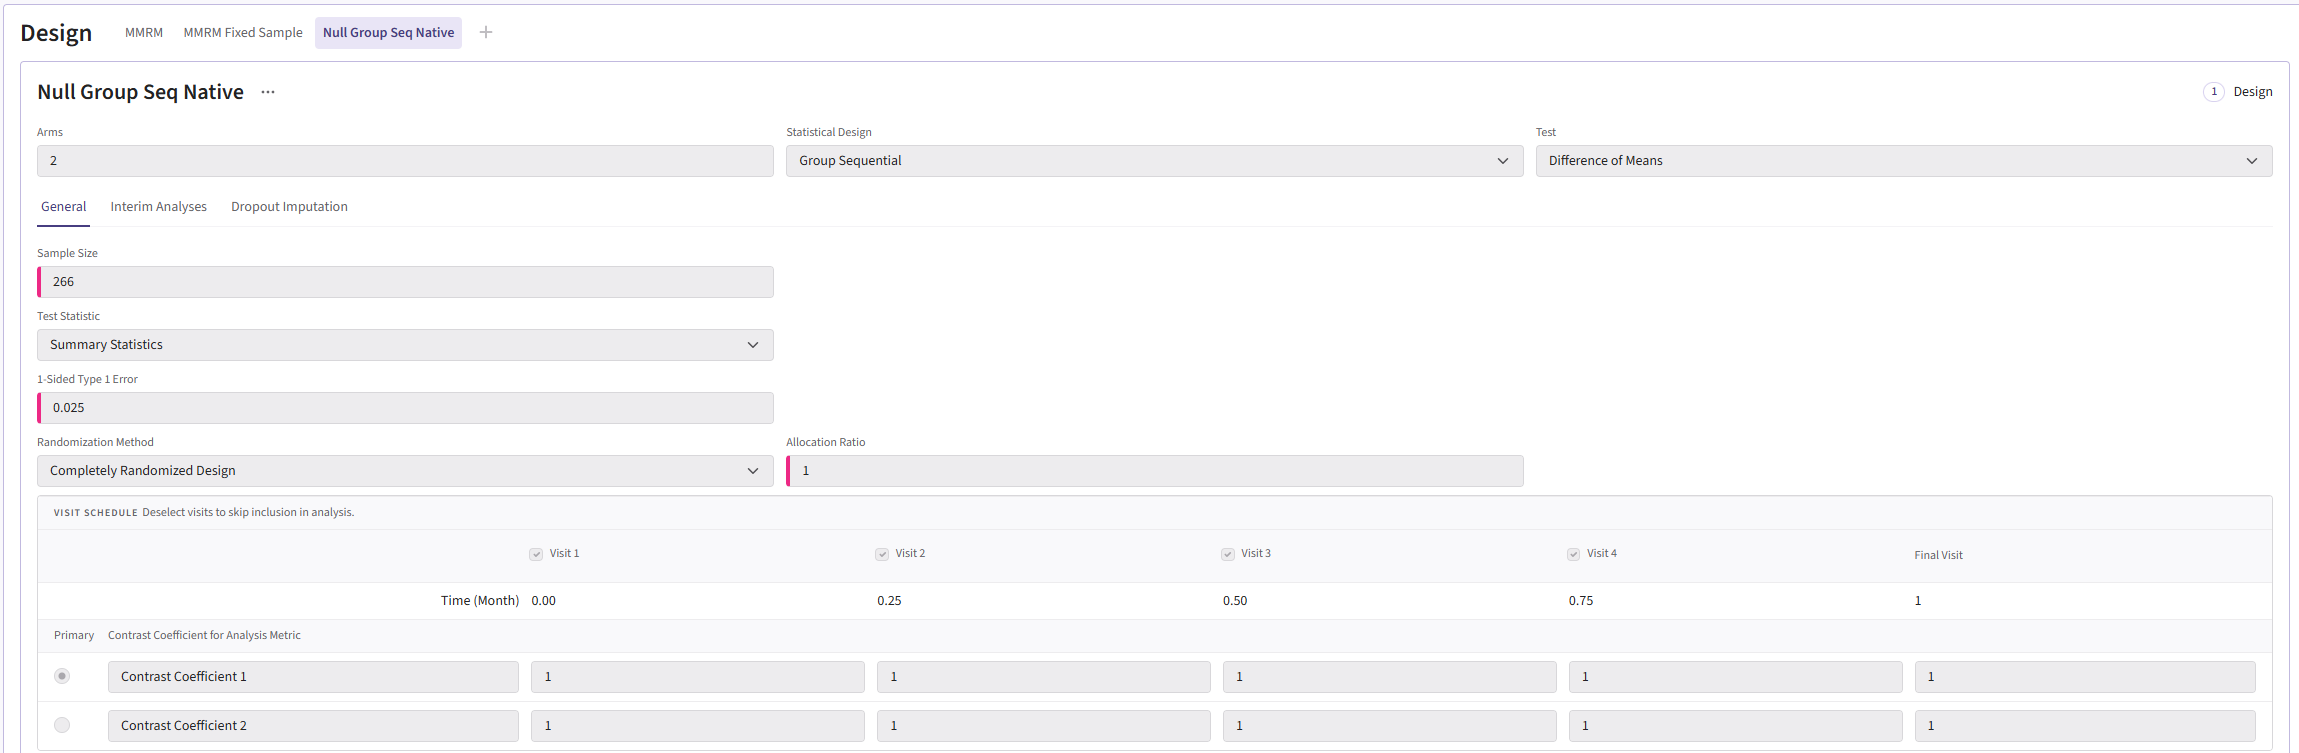 Design MMRM MMRM Fixed Sample Null Group Seq Native
Null Group Seq Native ... 1 Design
Arms Statistical Design Test
2 Group Sequential Difference of Means
General Interim Analyses Dropout Imputation
Sample Size
266
Test Statistic
Summary Statistics
1-Sided Type 1 Error
0.025
Randomization Method Allocation Ratio
Completely Randomized Design 1
VISIT SCHEDULE Deselect visits to skip inclusion in analysis.
Visit 1 Visit 2 Visit 3 Visit 4 Final Visit
Time (Month) 0.00 0.25 0.50 0.75 1
Primary Contrast Coefficient for Analysis Metric
Contrast Coefficient 1 1 1 1 1 1
Contrast Coefficient 2 1 1 1 1 1